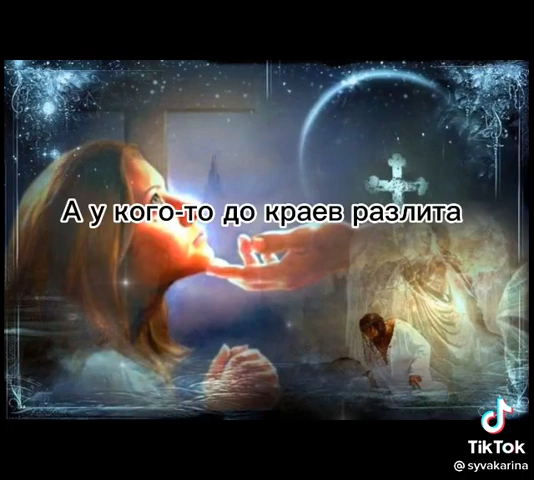 А у кого-то до краев разлита
TikTok
@syvakarina